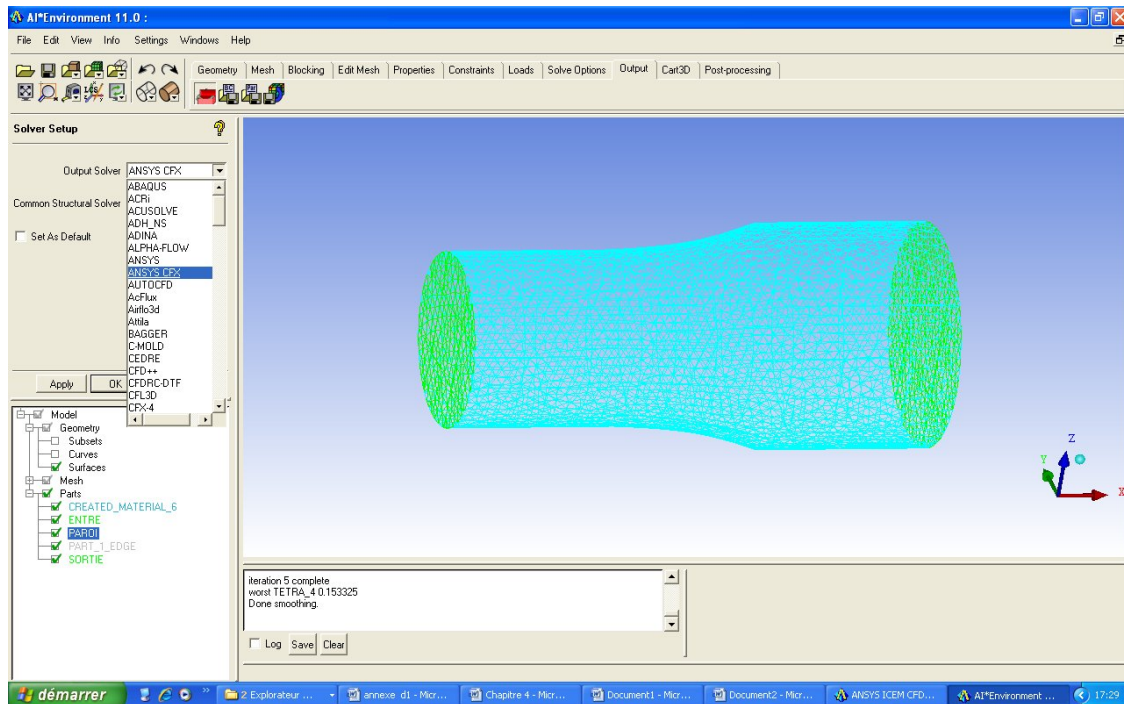 AI*Environment 11.0 :
File Edit View Info Settings Windows Help
Geometry Mesh Blocking Edit Mesh Properties Constraints Loads Solve Options Output Cart3D Post-processing
Solver Setup
Output Solver ANSYS CFX
ABAQUS
ACRi
Common Structural Solver
ACUSOLVE
ADH_NS
Set As Default
ADINA
ALPHA-FLOW
ANSYS
ANSYS CFX
AUTOCFD
AcFlux
Airflo3d
Attila
BAGGER
C-MOLD
CEDRE
CFD++
Apply OK
CFDRC-DTF
CFL3D
CFX-4
Model
Geometry
Subsets
Curves
Surfaces
Mesh
Parts
CREATED_MATERIAL_6
ENTRE
PAROI
PART_1_EDGE
SORTIE
Z
Y
X
iteration 5 complete
worst TETRA_4 0.153325
Done smoothing.
Log Save Clear
démarrer 2 Explorateur ... annexe d1 - Micr... Chapitre 4 - Micr... Document1 - Micr... Document2 - Micr... ANSYS ICEM CFD... AI*Environment ... 17:29